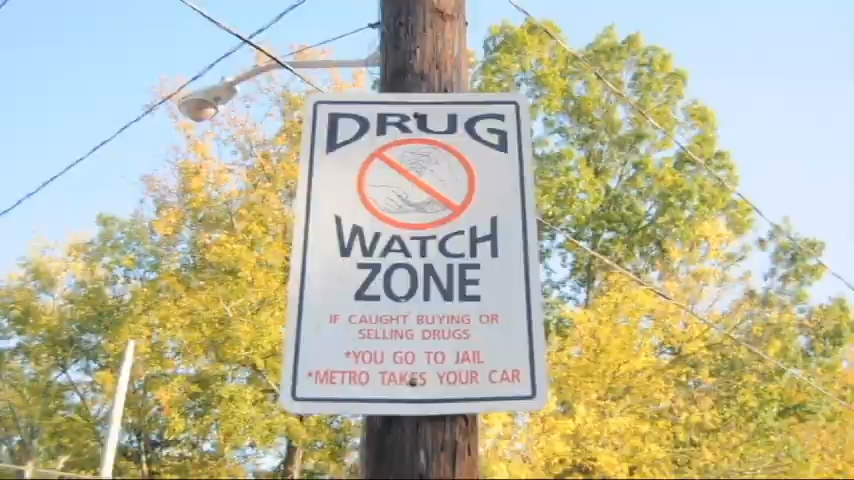 DRUG
WATCH
ZONE
IF CAUGHT BUYING OR
SELLING DRUGS
*YOU GO TO JAIL
*METRO TAKES YOUR CAR